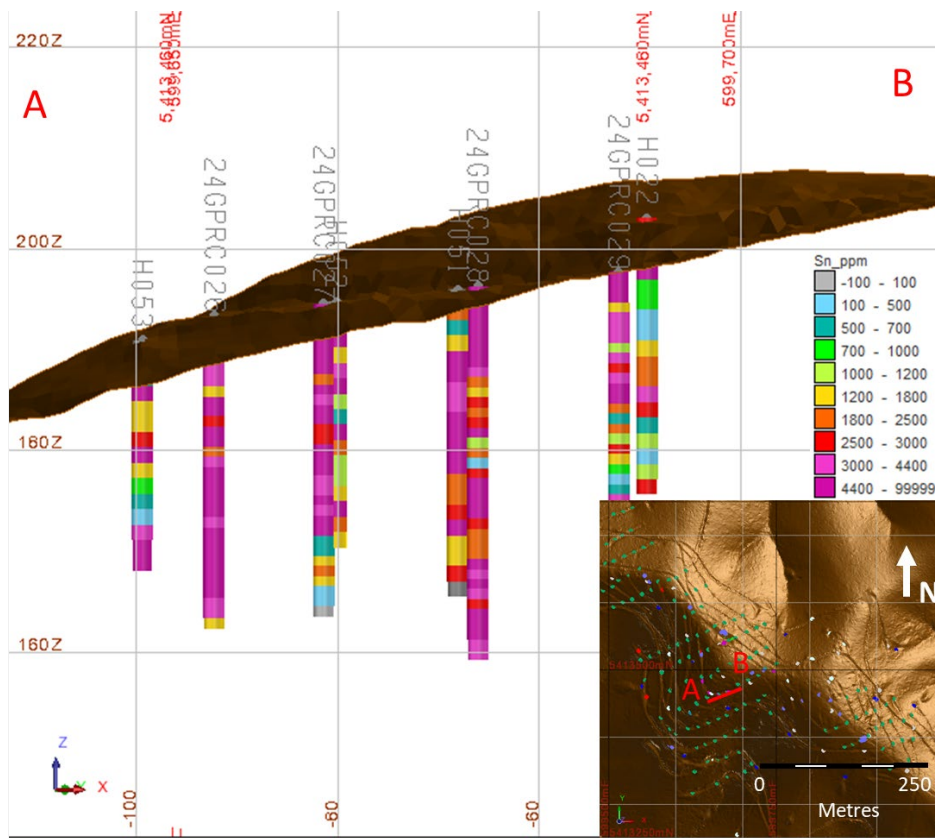 220Z
5,413,460mN
599,650mE
A
5,413,460mN
599,700mE
B
H053
24GPRC026
24GPRC027
H052
H051
24GPRC028
24GPRC029
H022
200Z
Sn_ppm
-100 - 100
100 - 500
500 - 700
700 - 1000
1000 - 1200
1200 - 1800
1800 - 2500
2500 - 3000
3000 - 4400
4400 - 99999
160Z
160Z
N
B
A
0
250
Metres
Z
X
-100
-80
-60